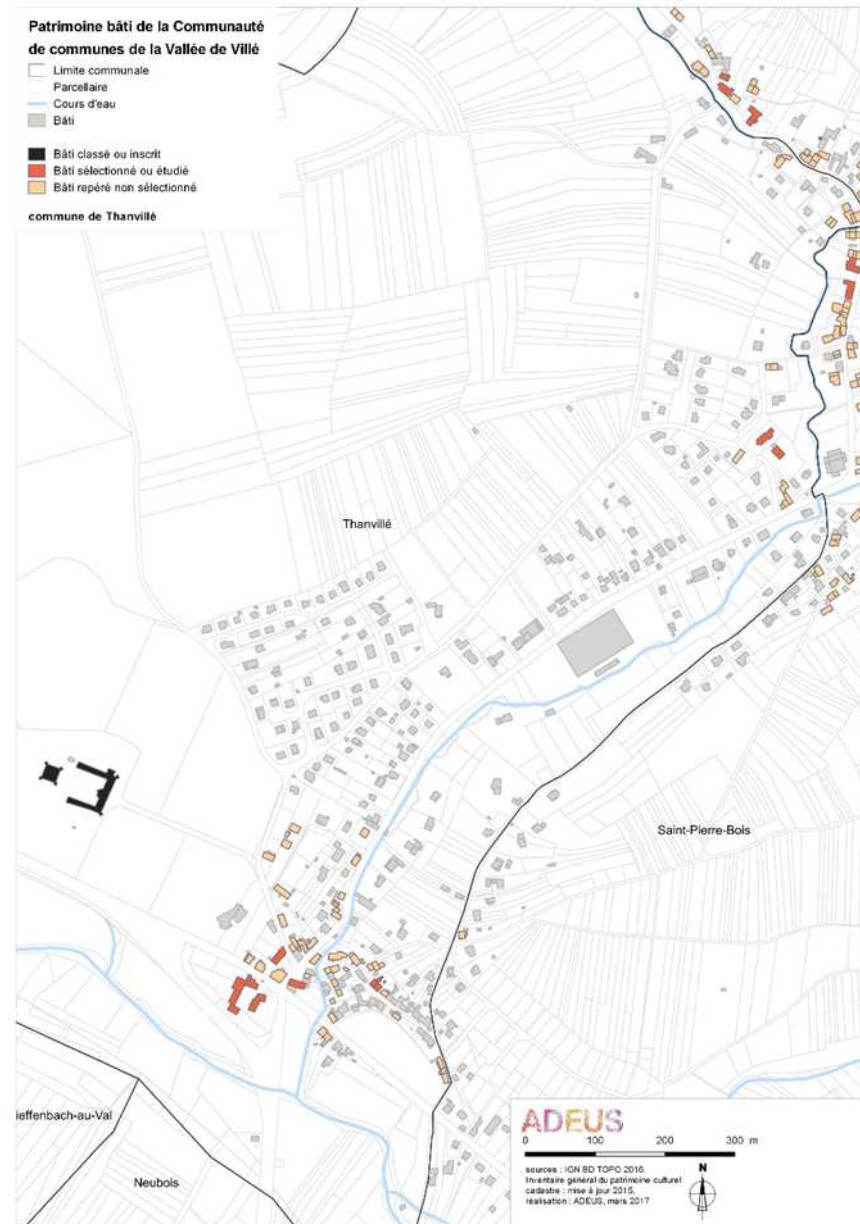 Patrimoine bâti de la Communauté
de communes de la Vallée de Villé
Limite communale
Parcellaire
Cours d'eau
Bâti
Bâti classé ou inscrit
Bâti sélectionné ou étudié
Bâti repéré non sélectionné
commune de Thanvillé
Thanvillé
Saint-Pierre-Bois
ieffenbach-au-Val
Neubois
ADEUS
0 100 200 300 m
sources : IGN BD TOPO 2016,
Inventaire général du patrimoine culturel
cadastre : mise à jour 2015,
réalisation : ADEUS, mars 2017
N